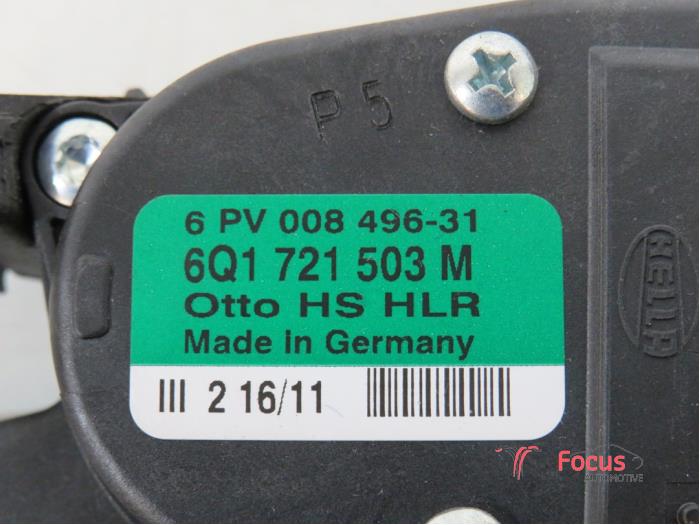 P 5
6 PV 008 496-31
6Q1 721 503 M
Otto HS HLR
Made in Germany
III 2 16/11
HELLA
Focus
AUTOMOTIVE